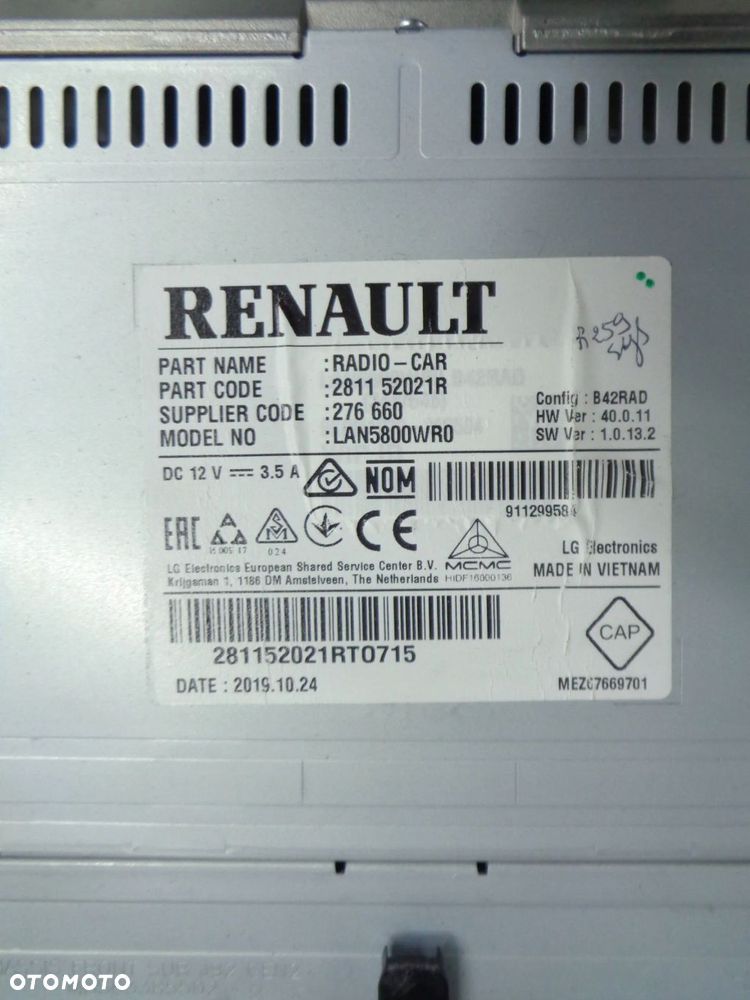 RENAULT
PART NAME : RADIO-CAR
PART CODE : 2811 52021R
SUPPLIER CODE : 276 660
MODEL NO : LAN5800WR0
Config : B42RAD
HW Ver : 40.0.11
SW Ver : 1.0.13.2
DC 12 V 3.5 A
NOM
911299584
EAC
024
CE
MCMC
HIDF16000136
LG Electronics
MADE IN VIETNAM
LG Electronics European Shared Service Center B.V.
Krijgsman 1, 1186 DM Amstelveen, The Netherlands
281152021RT0715
CAP
DATE : 2019.10.24
MEZ67669701
OTOMOTO